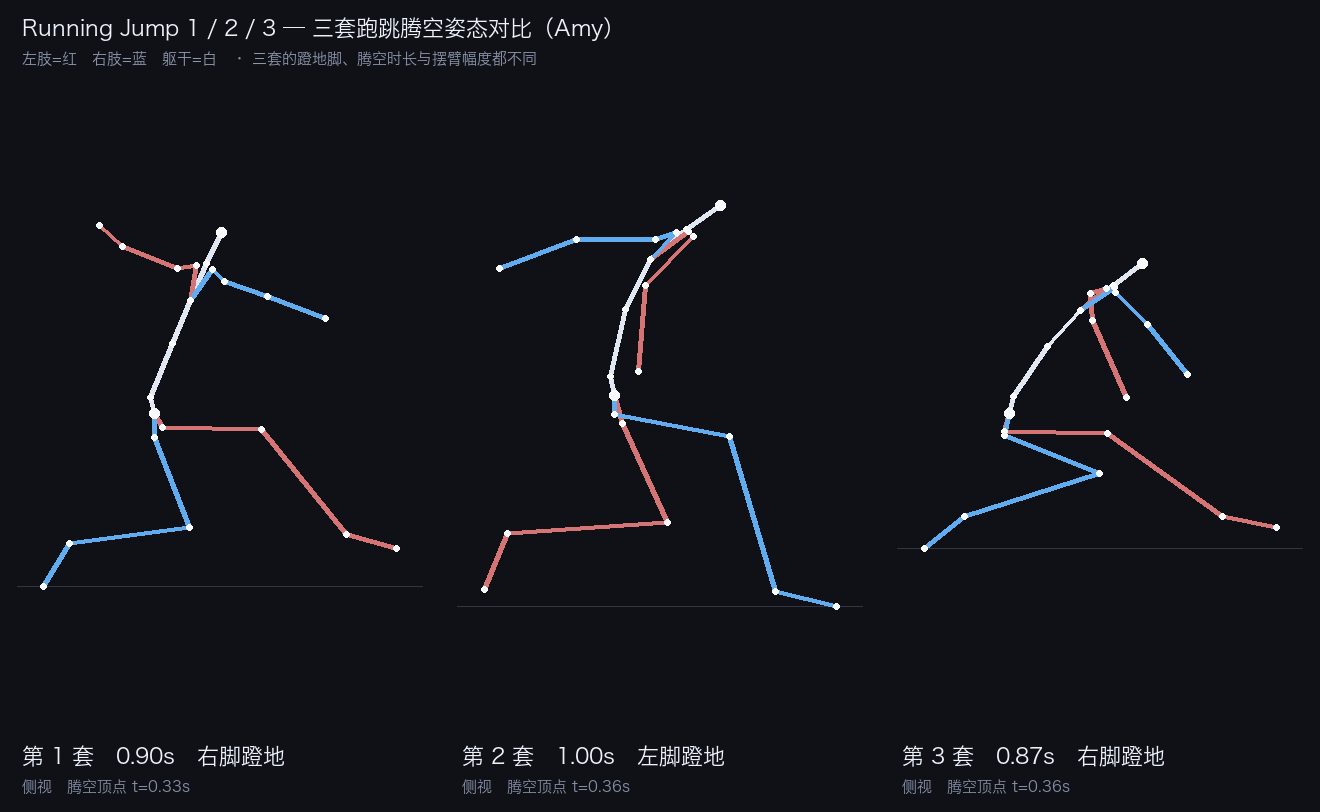 Running Jump 1 / 2 / 3 — 三套跑跳腾空姿态对比（Amy）
左肢=红　右肢=蓝　躯干=白　· 三套的蹬地脚、腾空时长与摆臂幅度都不同
第 1 套　0.90s　右脚蹬地
侧视　腾空顶点 t=0.33s
第 2 套　1.00s　左脚蹬地
侧视　腾空顶点 t=0.36s
第 3 套　0.87s　右脚蹬地
侧视　腾空顶点 t=0.36s